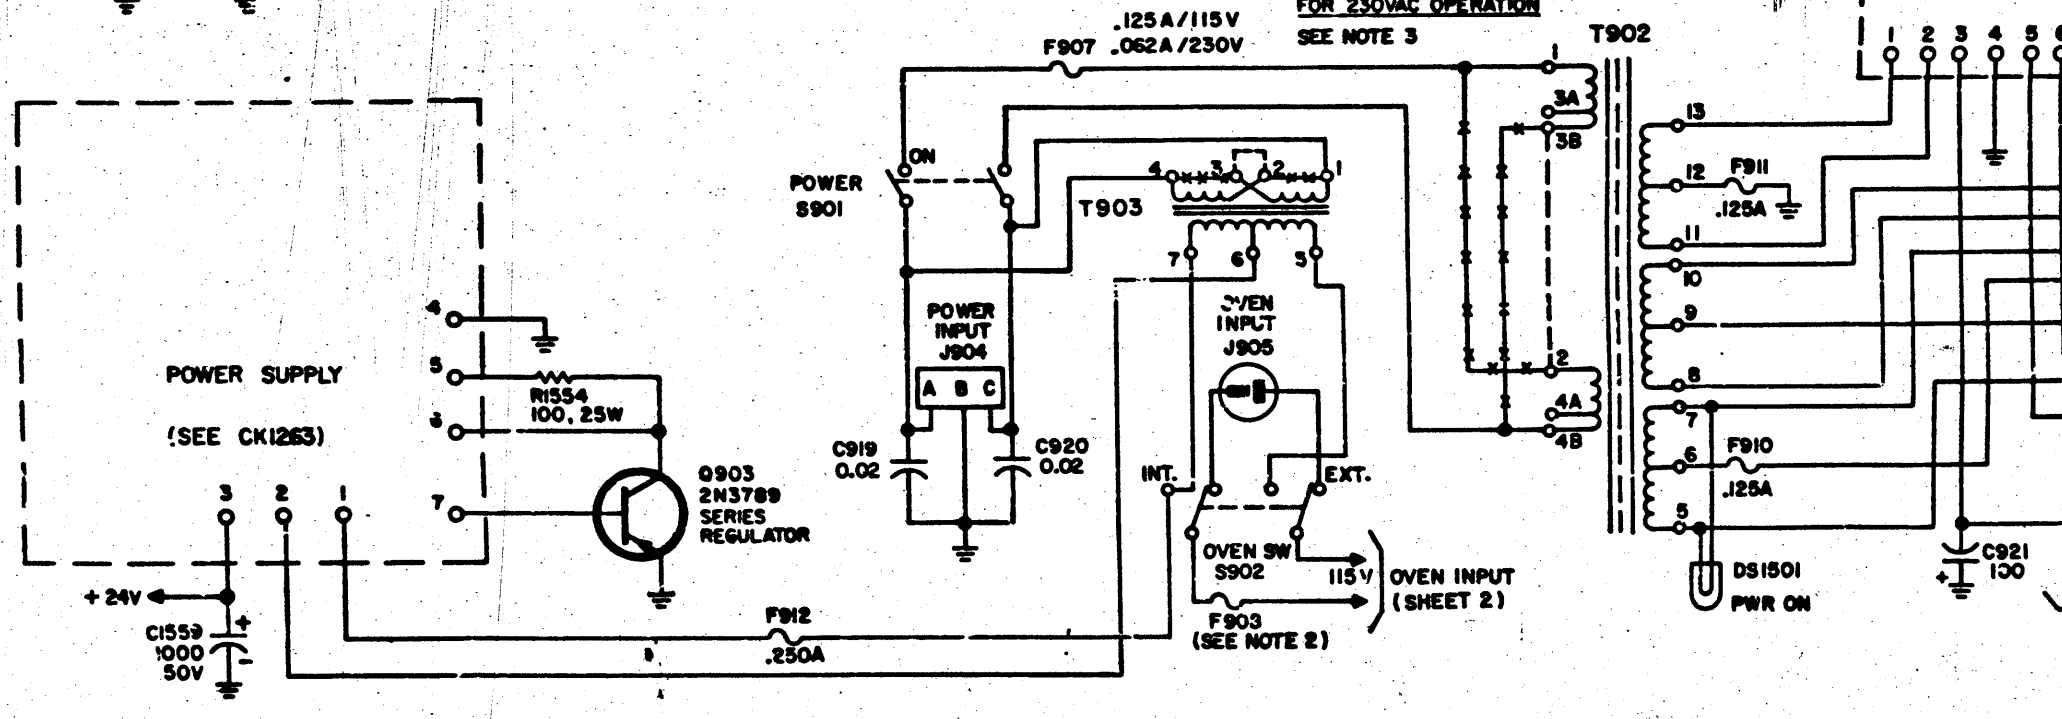 FOR 230VAC OPERATION
SEE NOTE 3
.125A/115V
F907 .062A/230V
T902
1 2 3 4 5 6
1
3A
3B
2
4A
4B
13
12
11
10
9
8
7
6
5
F911
.125A
F910
.125A
ON
POWER
S901
4 3 2 1
T903
7 6 5
POWER
INPUT
J904
A B C
OVEN
INPUT
J905
C919
0.02
C920
0.02
INT.
EXT.
OVEN SW
S902
115V
OVEN INPUT
(SHEET 2)
F903
(SEE NOTE 2)
DS1501
PWR ON
C921
100
+
POWER SUPPLY
(SEE CK1263)
4
5
6
7
3 2 1
R1554
100, 25W
Q903
2N3789
SERIES
REGULATOR
+ 24V
C1559
1000
50V
+
-
F912
.250A